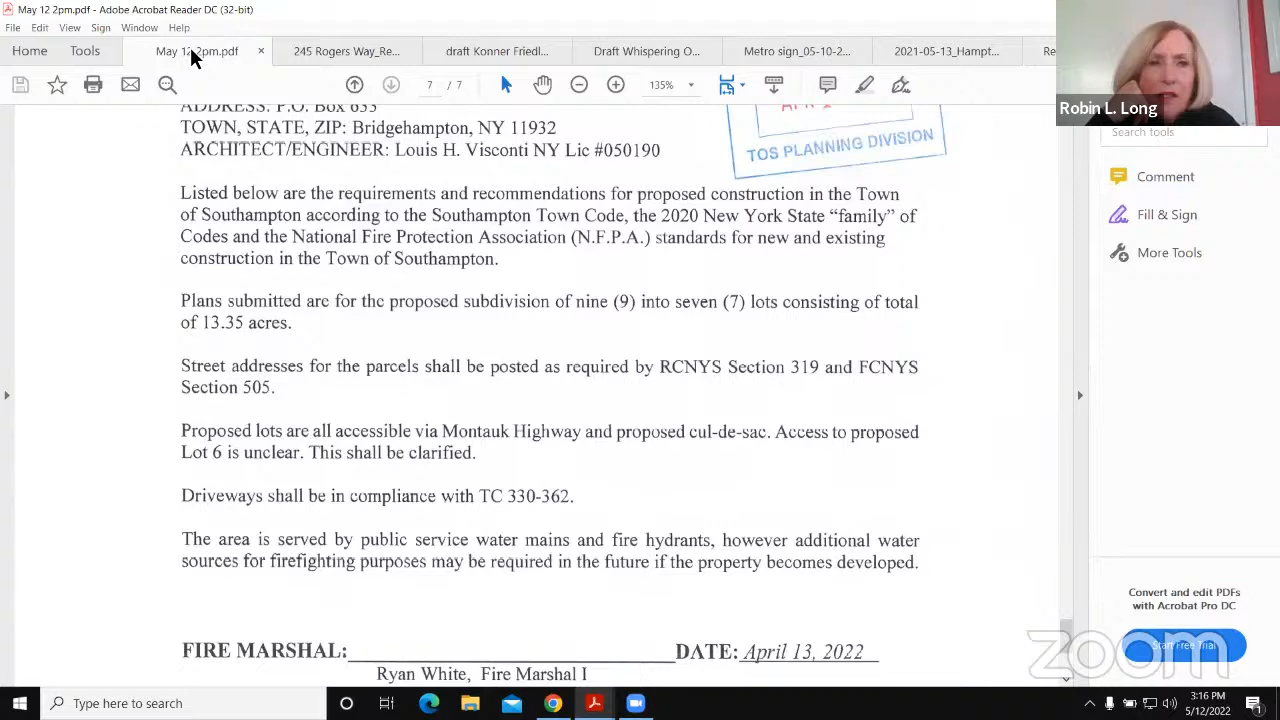 May 12 2pm.pdf - Adobe Acrobat Reader DC (32-bit)
File Edit View Sign Window Help
Home Tools May 12 2pm.pdf × 245 Rogers Way_Re... draft Konner Friedl... Draft Whispering O... Metro sign_05-10-2... 2021-05-13_Hampt... Re
7 / 7 135%
Robin L. Long
Search tools
Comment
Fill & Sign
More Tools
ADDRESS: P.O. Box 633
TOWN, STATE, ZIP: Bridgehampton, NY 11932
ARCHITECT/ENGINEER: Louis H. Visconti NY Lic #050190
TOS PLANNING DIVISION
Listed below are the requirements and recommendations for proposed construction in the Town
of Southampton according to the Southampton Town Code, the 2020 New York State “family” of
Codes and the National Fire Protection Association (N.F.P.A.) standards for new and existing
construction in the Town of Southampton.
Plans submitted are for the proposed subdivision of nine (9) into seven (7) lots consisting of total
of 13.35 acres.
Street addresses for the parcels shall be posted as required by RCNYS Section 319 and FCNYS
Section 505.
Proposed lots are all accessible via Montauk Highway and proposed cul-de-sac. Access to proposed
Lot 6 is unclear. This shall be clarified.
Driveways shall be in compliance with TC 330-362.
The area is served by public service water mains and fire hydrants, however additional water
sources for firefighting purposes may be required in the future if the property becomes developed.
FIRE MARSHAL: DATE: April 13, 2022
Ryan White, Fire Marshal I
Convert and edit PDFs
with Acrobat Pro DC
Start Free Trial
zoom
Type here to search
3:16 PM
5/12/2022
1